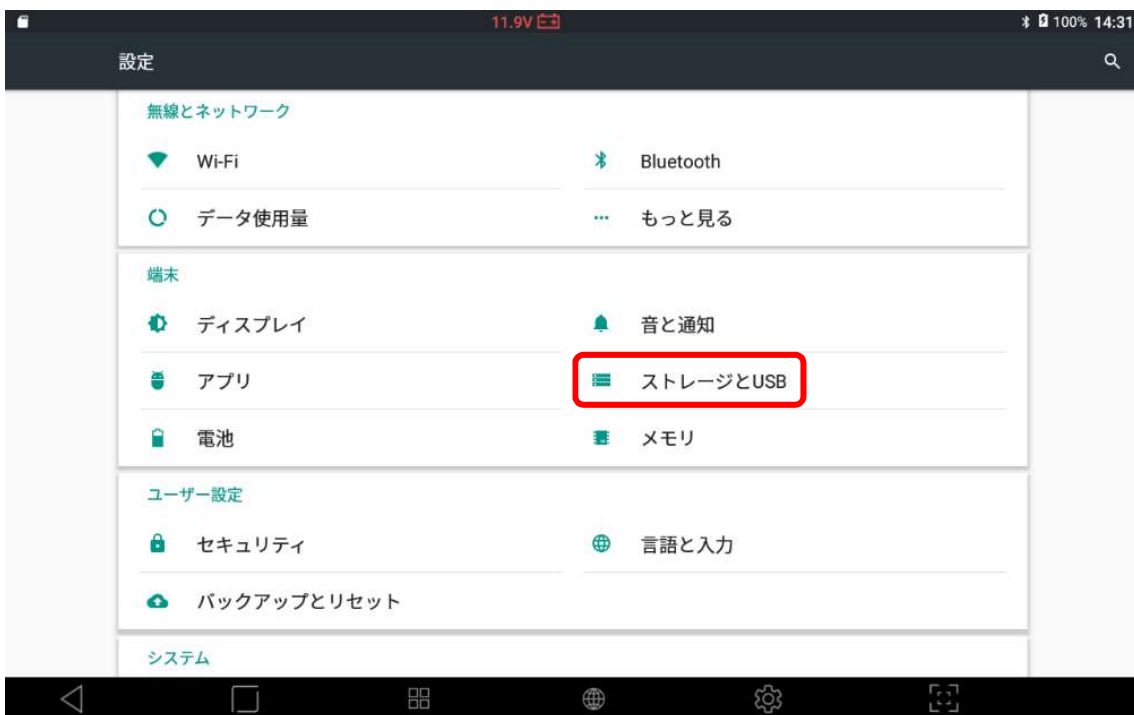 11.9V 100% 14:31
設定
無線とネットワーク
Wi-Fi Bluetooth
データ使用量 もっと見る
端末
ディスプレイ 音と通知
アプリ ストレージとUSB
電池 メモリ
ユーザー設定
セキュリティ 言語と入力
バックアップとリセット
システム